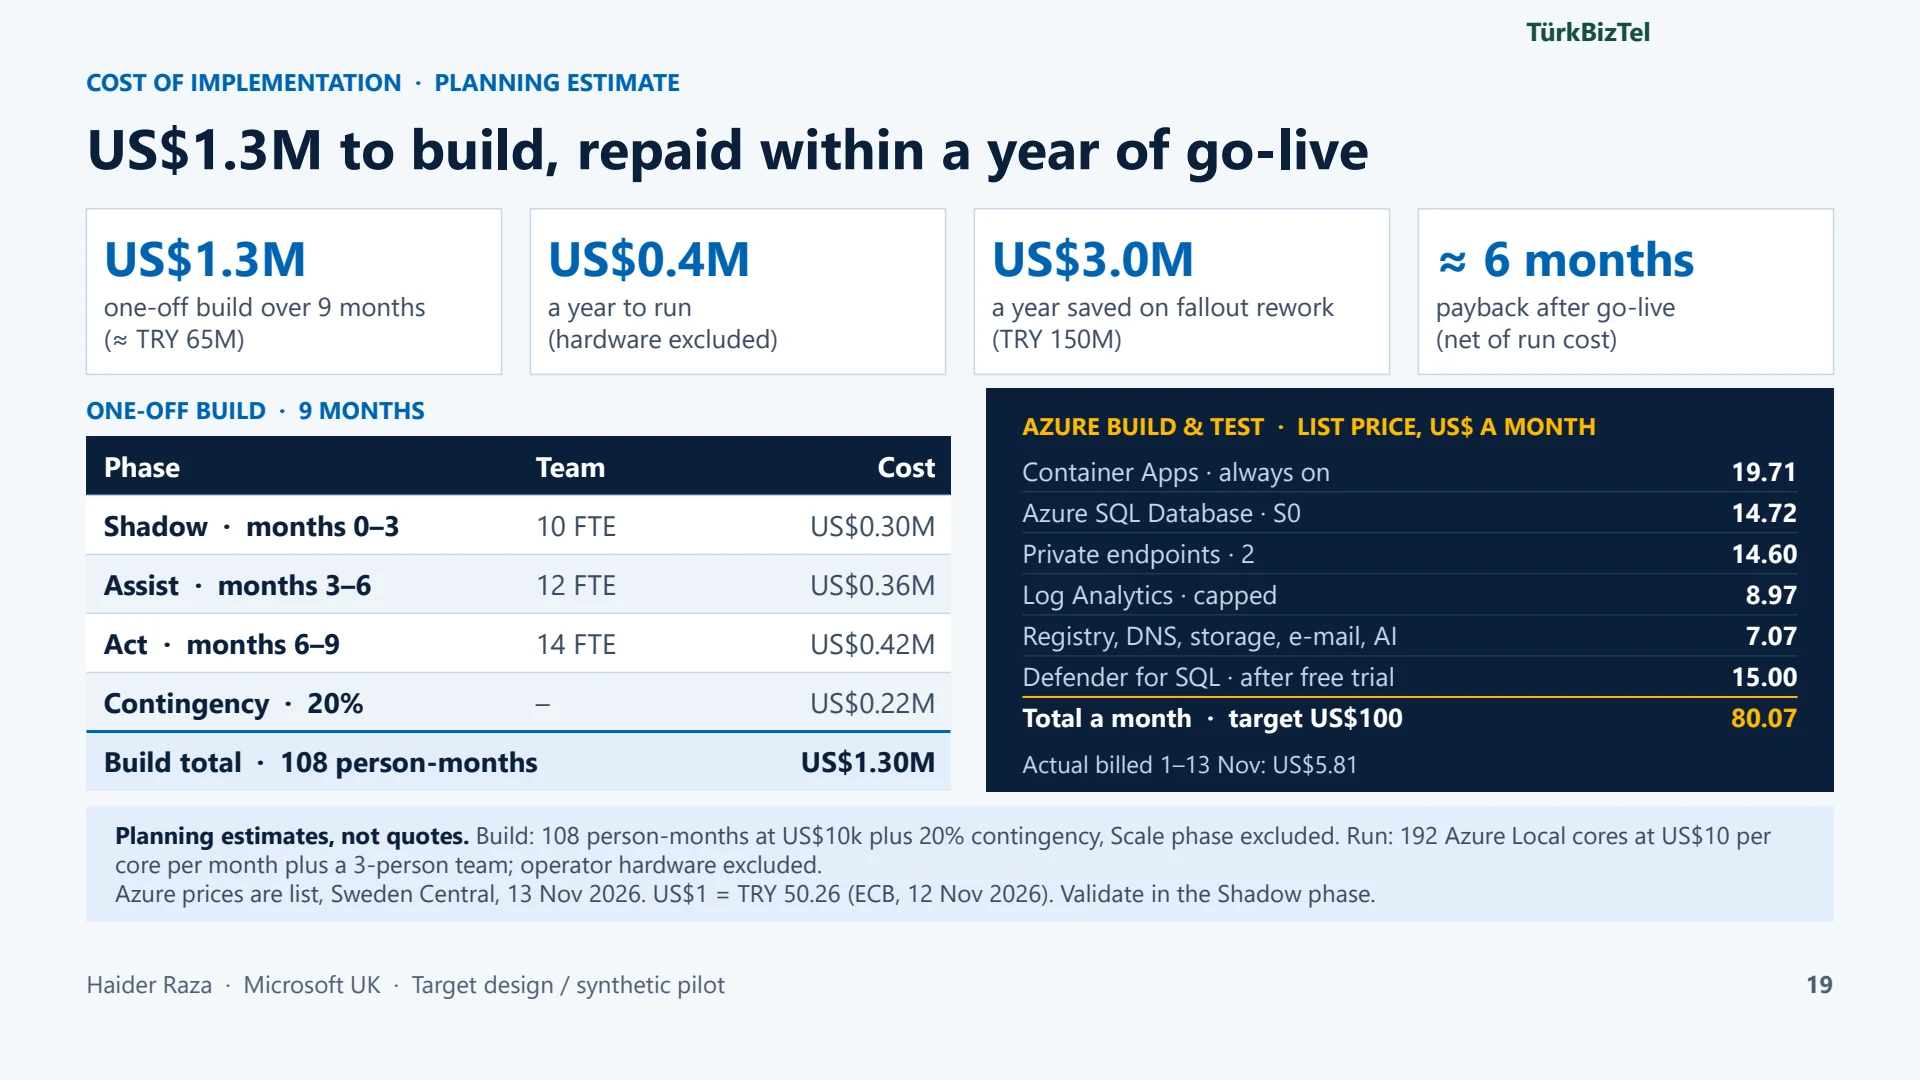 TürkBizTel
COST OF IMPLEMENTATION · PLANNING ESTIMATE
US$1.3M to build, repaid within a year of go-live
US$1.3M
one-off build over 9 months
(≈ TRY 65M)
US$0.4M
a year to run
(hardware excluded)
US$3.0M
a year saved on fallout rework
(TRY 150M)
≈ 6 months
payback after go-live
(net of run cost)
ONE-OFF BUILD · 9 MONTHS
Phase Team Cost
Shadow · months 0–3 10 FTE US$0.30M
Assist · months 3–6 12 FTE US$0.36M
Act · months 6–9 14 FTE US$0.42M
Contingency · 20% – US$0.22M
Build total · 108 person-months US$1.30M
AZURE BUILD & TEST · LIST PRICE, US$ A MONTH
Container Apps · always on 19.71
Azure SQL Database · S0 14.72
Private endpoints · 2 14.60
Log Analytics · capped 8.97
Registry, DNS, storage, e-mail, AI 7.07
Defender for SQL · after free trial 15.00
Total a month · target US$100 80.07
Actual billed 1–13 Nov: US$5.81
Planning estimates, not quotes. Build: 108 person-months at US$10k plus 20% contingency, Scale phase excluded. Run: 192 Azure Local cores at US$10 per
core per month plus a 3-person team; operator hardware excluded.
Azure prices are list, Sweden Central, 13 Nov 2026. US$1 = TRY 50.26 (ECB, 12 Nov 2026). Validate in the Shadow phase.
Haider Raza · Microsoft UK · Target design / synthetic pilot
19